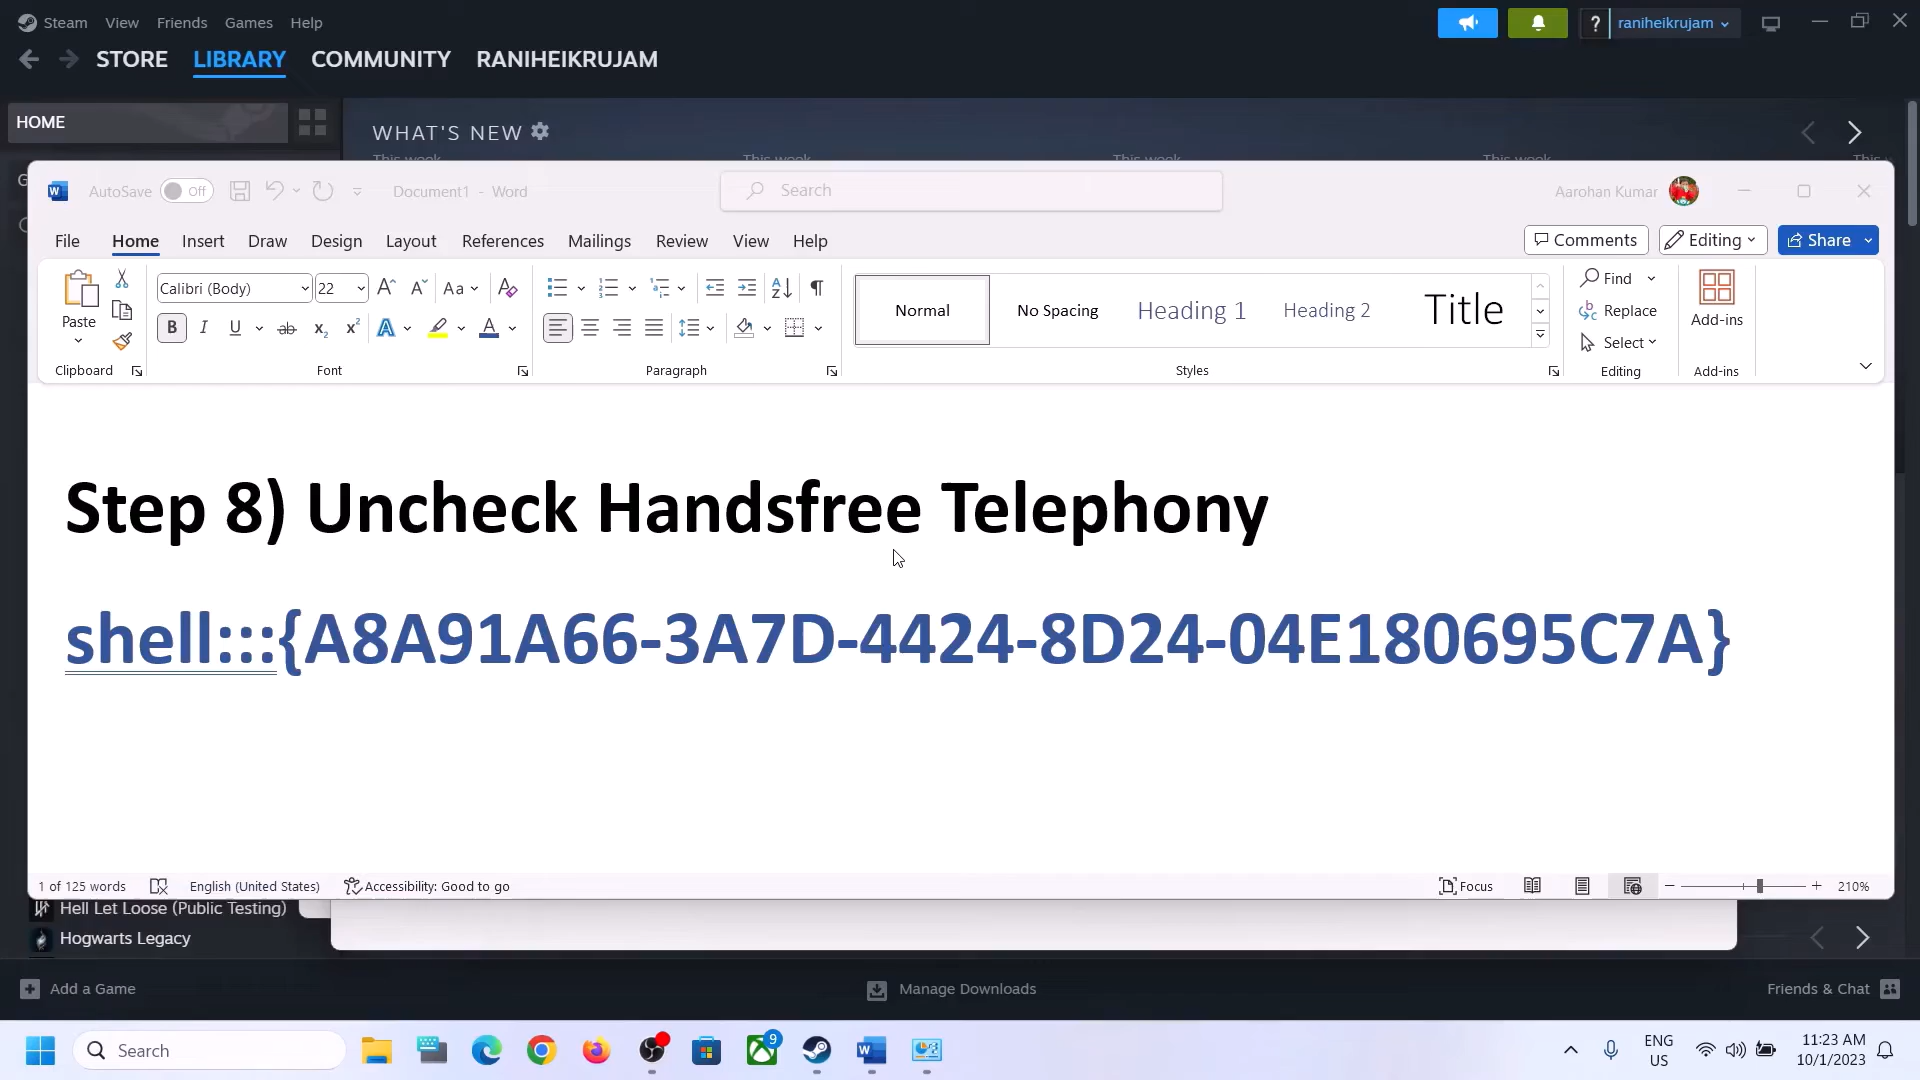 Steam View Friends Games Help
raniheikrujam
STORE LIBRARY COMMUNITY RANIHEIKRUJAM
HOME
WHAT'S NEW
AutoSave Off Document1 - Word Search Aarohan Kumar
File Home Insert Draw Design Layout References Mailings Review View Help Comments Editing Share
Calibri (Body) 22 Aa
Paste
Normal No Spacing Heading 1 Heading 2 Title
Find
Replace
Select
Add-ins
Clipboard Font Paragraph Styles Editing Add-ins
Step 8) Uncheck Handsfree Telephony
shell:::{A8A91A66-3A7D-4424-8D24-04E180695C7A}
1 of 125 words English (United States) Accessibility: Good to go Focus 210%
Hell Let Loose (Public Testing)
Hogwarts Legacy
Add a Game Manage Downloads Friends & Chat
Search 9 ENG US 11:23 AM 10/1/2023